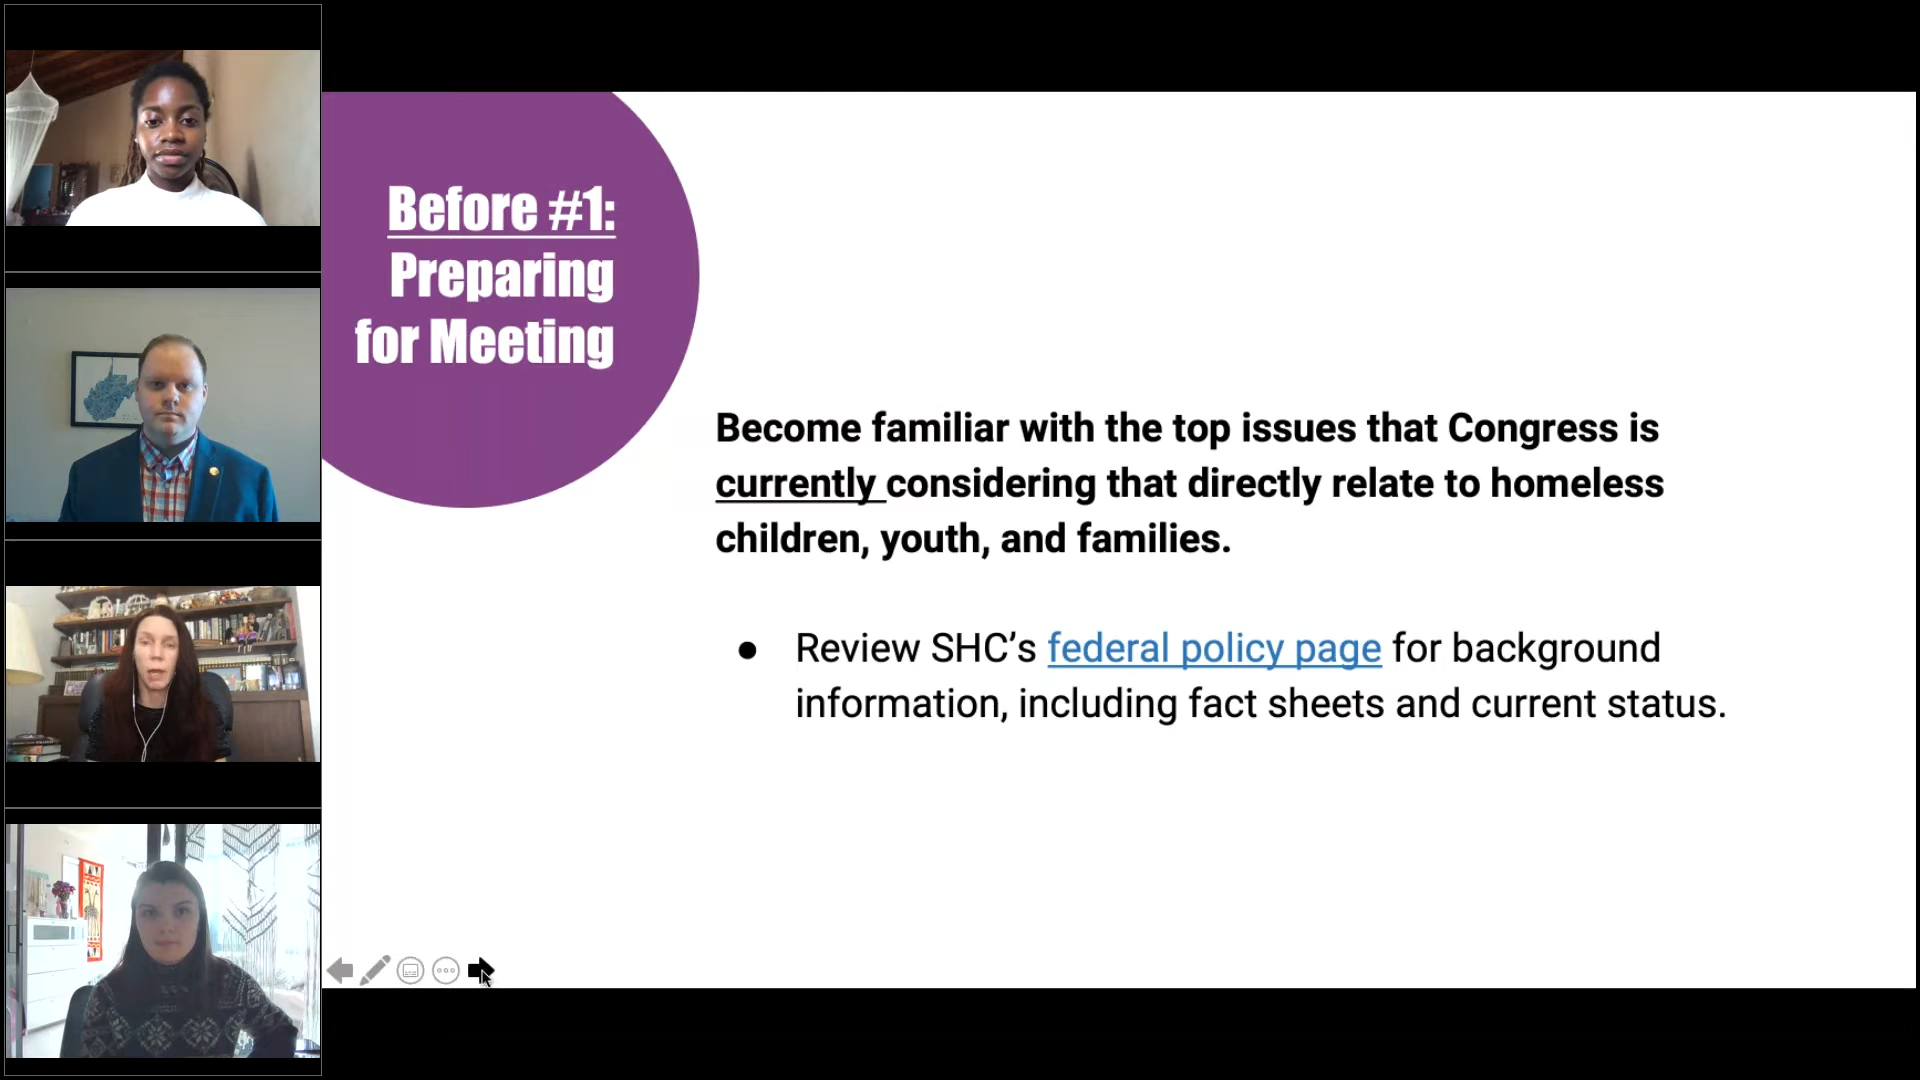 Before #1:
Preparing
for Meeting
Become familiar with the top issues that Congress is
currently considering that directly relate to homeless
children, youth, and families.
● Review SHC’s federal policy page for background
information, including fact sheets and current status.